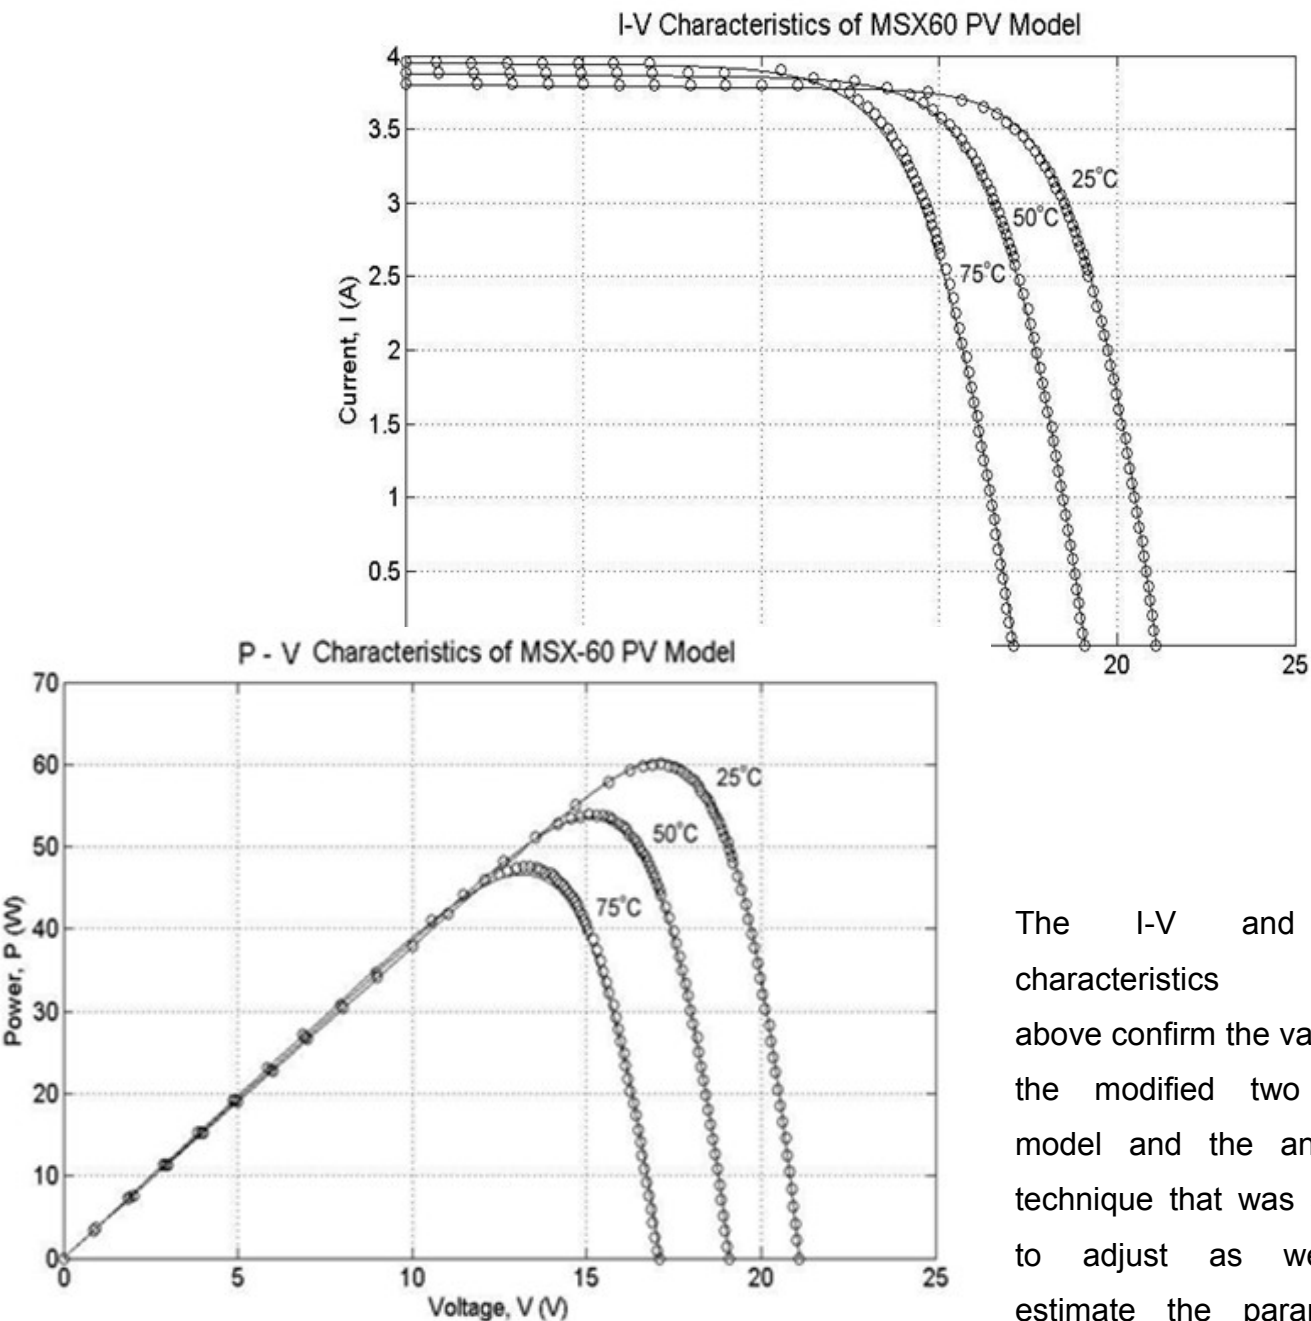 I-V Characteristics of MSX60 PV Model
4
3.5
3
2.5
2
1.5
1
0.5
Current, I (A)
25°C
50°C
75°C
20
25
P - V Characteristics of MSX-60 PV Model
70
60
50
40
30
20
10
0
Power, P (W)
25°C
50°C
75°C
0
5
10
15
20
25
Voltage, V (V)
The I-V and
characteristics
above confirm the va
the modified two
model and the an
technique that was
to adjust as we
estimate the parar